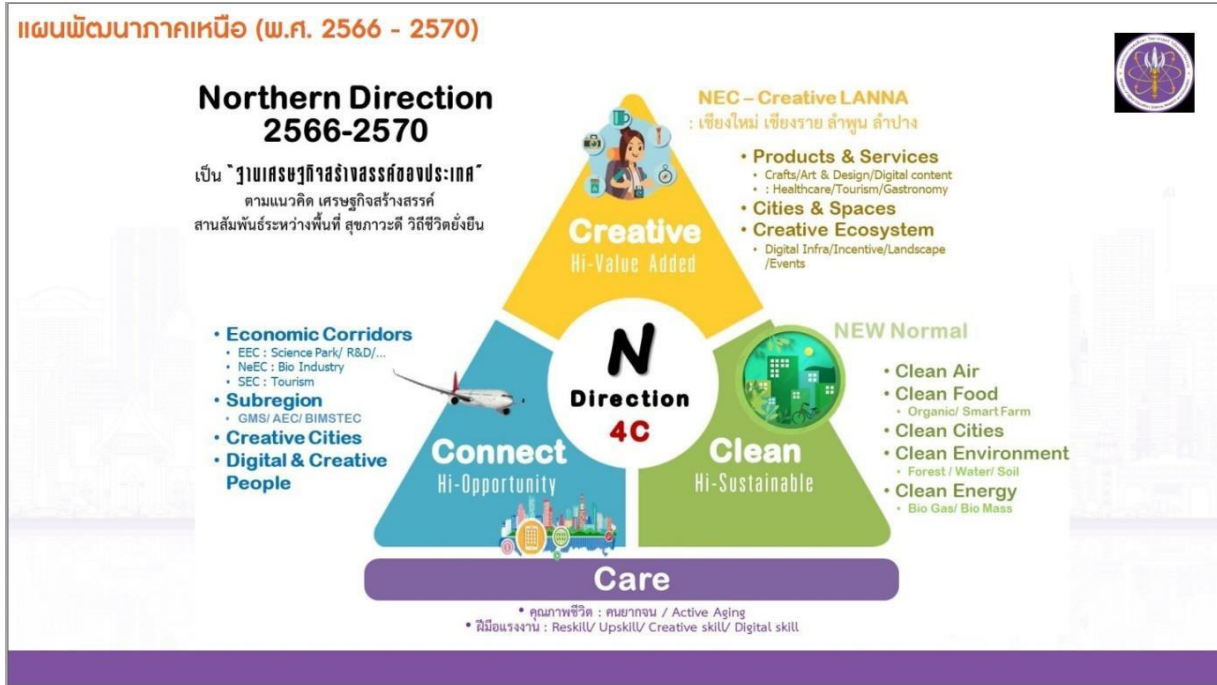 แผนพัฒนาภาคเหนือ (พ.ศ. 2566 - 2570)
Northern Direction
2566-2570
เป็น "ฐานเศรษฐกิจสร้างสรรค์ของประเทศ"
ตามแนวคิด เศรษฐกิจสร้างสรรค์
สานสัมพันธ์ระหว่างพื้นที่ สุขภาวะดี วิถีชีวิตยั่งยืน
NEC – Creative LANNA
: เชียงใหม่ เชียงราย ลำพูน ลำปาง
• Products & Services
• Crafts/Art & Design/Digital content
• : Healthcare/Tourism/Gastronomy
• Cities & Spaces
• Creative Ecosystem
• Digital Infra/Incentive/Landscape
/Events
Creative
Hi-Value Added
• Economic Corridors
• EEC : Science Park/ R&D/...
• NeEC : Bio Industry
• SEC : Tourism
• Subregion
• GMS/ AEC/ BIMSTEC
• Creative Cities
• Digital & Creative
People
Connect
Hi-Opportunity
N
Direction
4C
Clean
Hi-Sustainable
NEW Normal
• Clean Air
• Clean Food
• Organic/ Smart Farm
• Clean Cities
• Clean Environment
• Forest / Water/ Soil
• Clean Energy
• Bio Gas/ Bio Mass
Care
• คุณภาพชีวิต : คนยากจน / Active Aging
• ฝีมือแรงงาน : Reskill/ Upskill/ Creative skill/ Digital skill